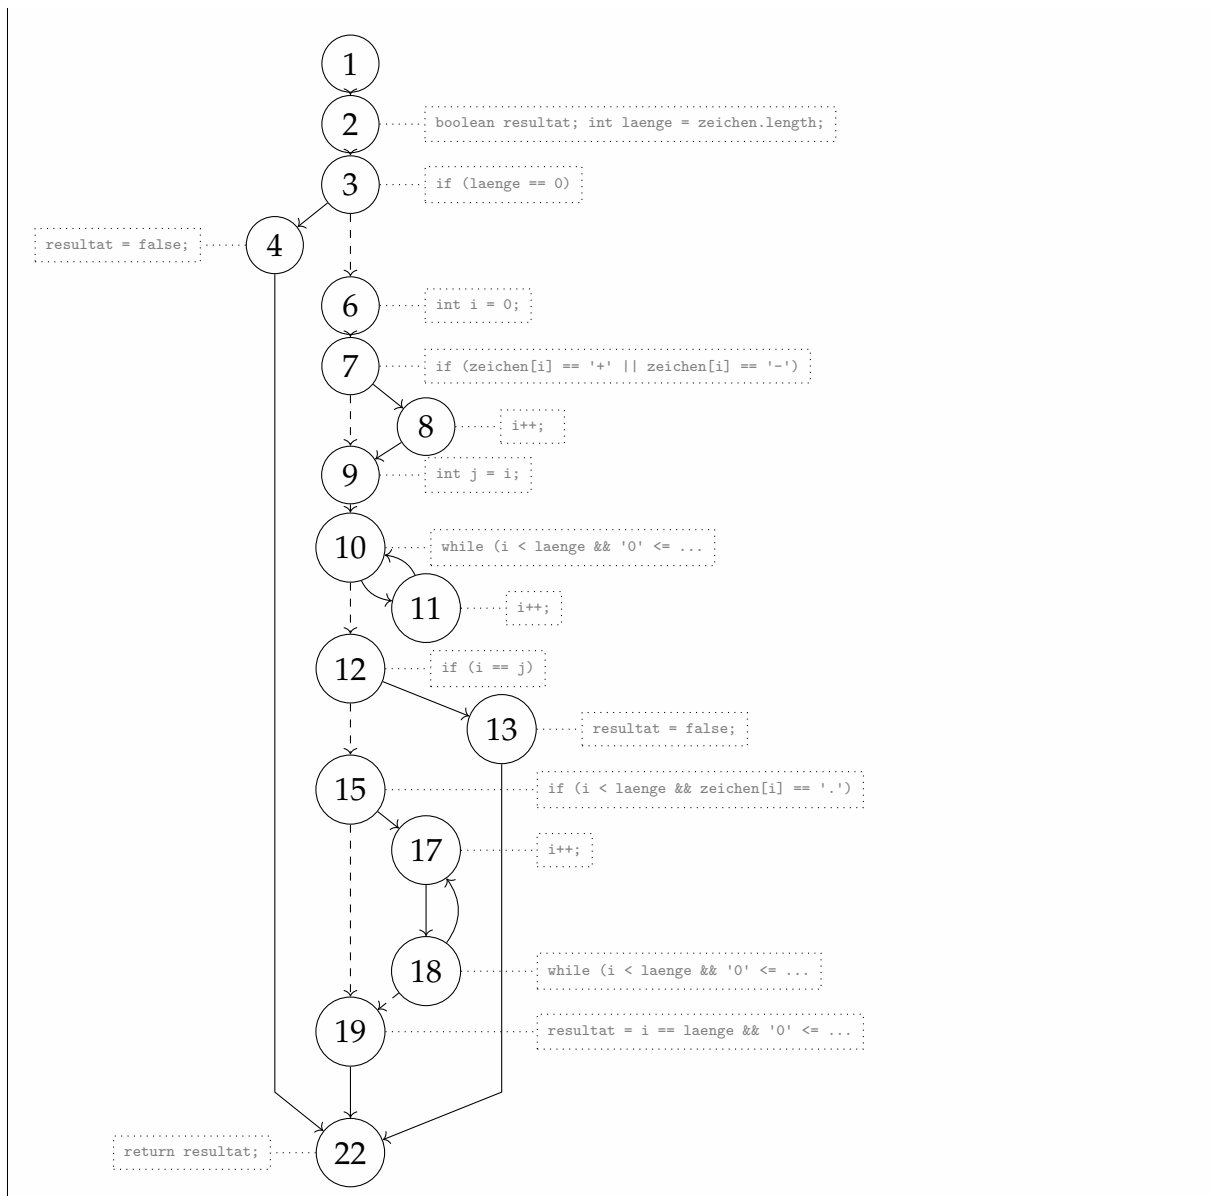 1
2 boolean resultat; int laenge = zeichen.length;
3 if (laenge == 0)
resultat = false; 4
6 int i = 0;
7 if (zeichen[i] == '+' || zeichen[i] == '-')
8 i++;
9 int j = i;
10 while (i < laenge && '0' <= ...
11 i++;
12 if (i == j)
13 resultat = false;
15 if (i < laenge && zeichen[i] == '.')
17 i++;
18 while (i < laenge && '0' <= ...
19 resultat = i == laenge && '0' <= ...
return resultat; 22